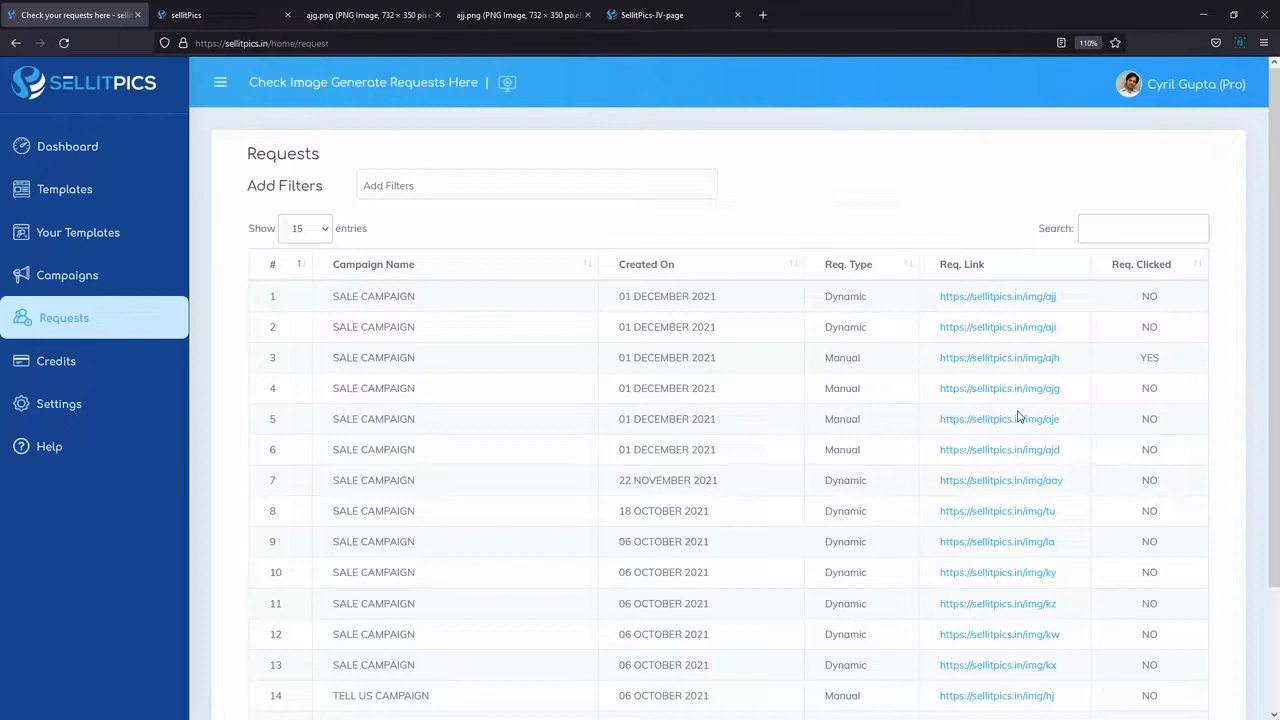 Check your requests here - selli
sellitPics
ajg.png (PNG Image, 732 × 350 pixe
ajj.png (PNG Image, 732 × 350 pixel
SellitPics-JV-page
https://sellitpics.in/home/request
110%
SELLITPICS
Check Image Generate Requests Here |
Cyril Gupta (Pro)
Dashboard
Templates
Your Templates
Campaigns
Requests
Credits
Settings
Help
Requests
Add Filters
Add Filters
Show 15 entries
Search:
# Campaign Name Created On Req. Type Req. Link Req. Clicked
1 SALE CAMPAIGN 01 DECEMBER 2021 Dynamic https://sellitpics.in/img/ajj NO
2 SALE CAMPAIGN 01 DECEMBER 2021 Dynamic https://sellitpics.in/img/aji NO
3 SALE CAMPAIGN 01 DECEMBER 2021 Manual https://sellitpics.in/img/ajh YES
4 SALE CAMPAIGN 01 DECEMBER 2021 Manual https://sellitpics.in/img/ajg NO
5 SALE CAMPAIGN 01 DECEMBER 2021 Manual https://sellitpics.in/img/aje NO
6 SALE CAMPAIGN 01 DECEMBER 2021 Manual https://sellitpics.in/img/ajd NO
7 SALE CAMPAIGN 22 NOVEMBER 2021 Dynamic https://sellitpics.in/img/aay NO
8 SALE CAMPAIGN 18 OCTOBER 2021 Dynamic https://sellitpics.in/img/tu NO
9 SALE CAMPAIGN 06 OCTOBER 2021 Dynamic https://sellitpics.in/img/la NO
10 SALE CAMPAIGN 06 OCTOBER 2021 Dynamic https://sellitpics.in/img/ky NO
11 SALE CAMPAIGN 06 OCTOBER 2021 Dynamic https://sellitpics.in/img/kz NO
12 SALE CAMPAIGN 06 OCTOBER 2021 Dynamic https://sellitpics.in/img/kw NO
13 SALE CAMPAIGN 06 OCTOBER 2021 Dynamic https://sellitpics.in/img/kx NO
14 TELL US CAMPAIGN 06 OCTOBER 2021 Manual https://sellitpics.in/img/hj NO